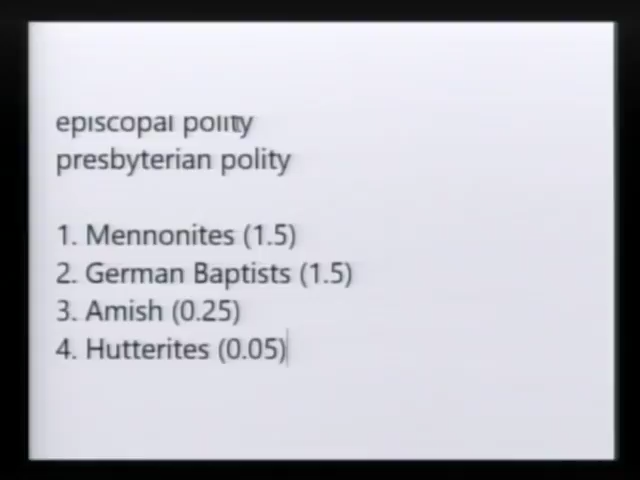 episcopal polity
presbyterian polity
1. Mennonites (1.5)
2. German Baptists (1.5)
3. Amish (0.25)
4. Hutterites (0.05)